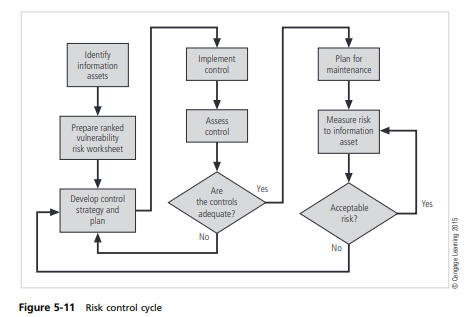 Identify
information
assets
Prepare ranked
vulnerability
risk worksheet
Develop control
strategy and
plan
Implement
control
Assess
control
Are
the controls
adequate?
Yes
No
Plan for
maintenance
Measure risk
to information
asset
Acceptable
risk?
Yes
No
© Cengage Learning 2015
Figure 5-11 Risk control cycle